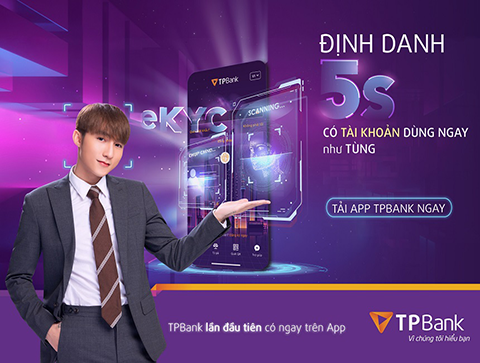 ĐỊNH DANH
5s
CÓ TÀI KHOẢN DÙNG NGAY
như TÙNG
TẢI APP TPBANK NGAY
TPBank
eKYC
SCANNING...
TPBank lần đầu tiên có ngay trên App
TPBank
Vì chúng tôi hiểu bạn